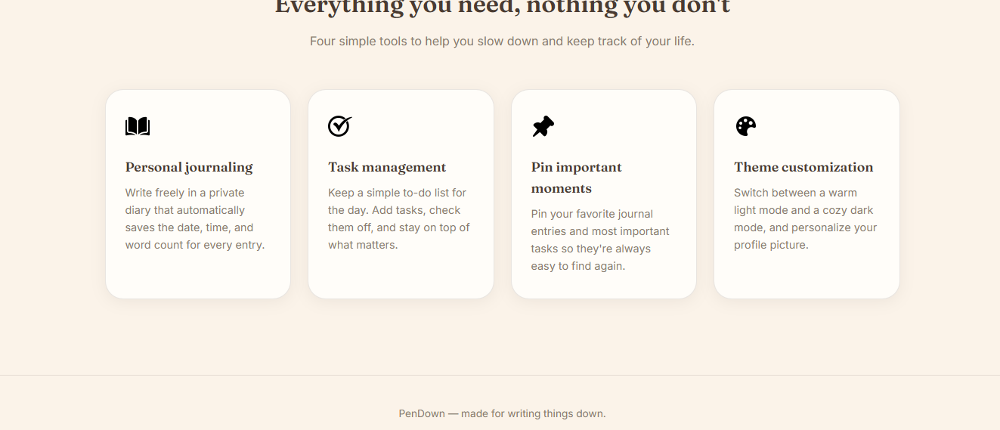 Everything you need, nothing you don't
Four simple tools to help you slow down and keep track of your life.
Personal journaling
Write freely in a private
diary that automatically
saves the date, time, and
word count for every entry.
Task management
Keep a simple to-do list for
the day. Add tasks, check
them off, and stay on top of
what matters.
Pin important
moments
Pin your favorite journal
entries and most important
tasks so they're always
easy to find again.
Theme customization
Switch between a warm
light mode and a cozy dark
mode, and personalize your
profile picture.
PenDown — made for writing things down.